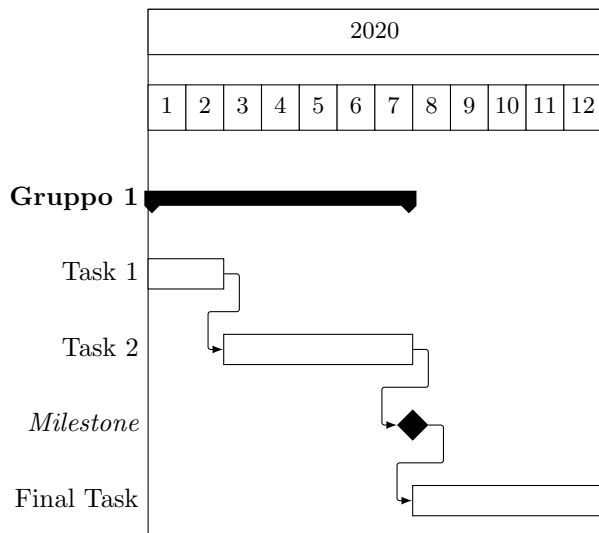 2020
1 2 3 4 5 6 7 8 9 10 11 12
Gruppo 1
Task 1
Task 2
Milestone
Final Task